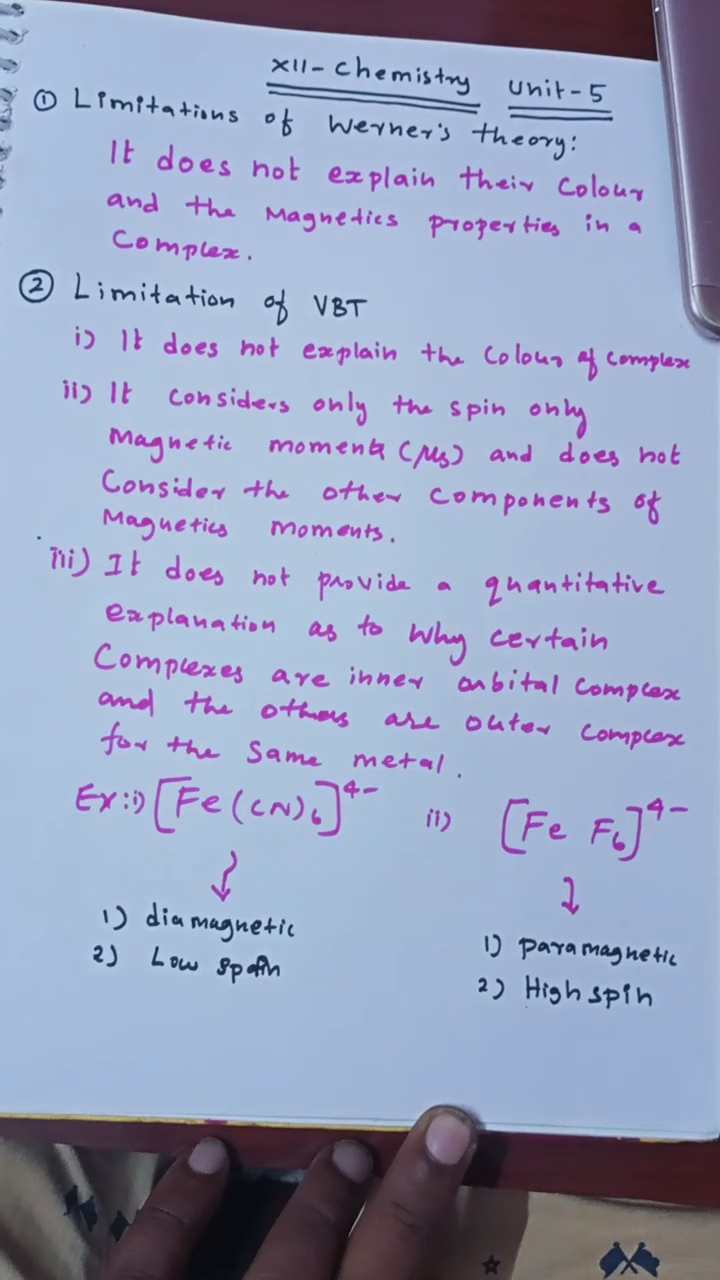 XII - Chemistry Unit-5
① Limitations of Werner's theory:
It does not explain their colour
and the Magnetics properties in a
Complex.
② Limitation of VBT
i) It does not explain the colour of complex
ii) It considers only the spin only
Magnetic moments (μs) and does not
Consider the other components of
Magnetics moments.
iii) It does not provide a quantitative
explanation as to why certain
Complexes are inner orbital complex
and the others are outer complex
for the same metal.
Ex: i) [Fe(CN)6]4- ii) [Fe F6]4-
1) diamagnetic
2) Low spin
1) paramagnetic
2) High spin